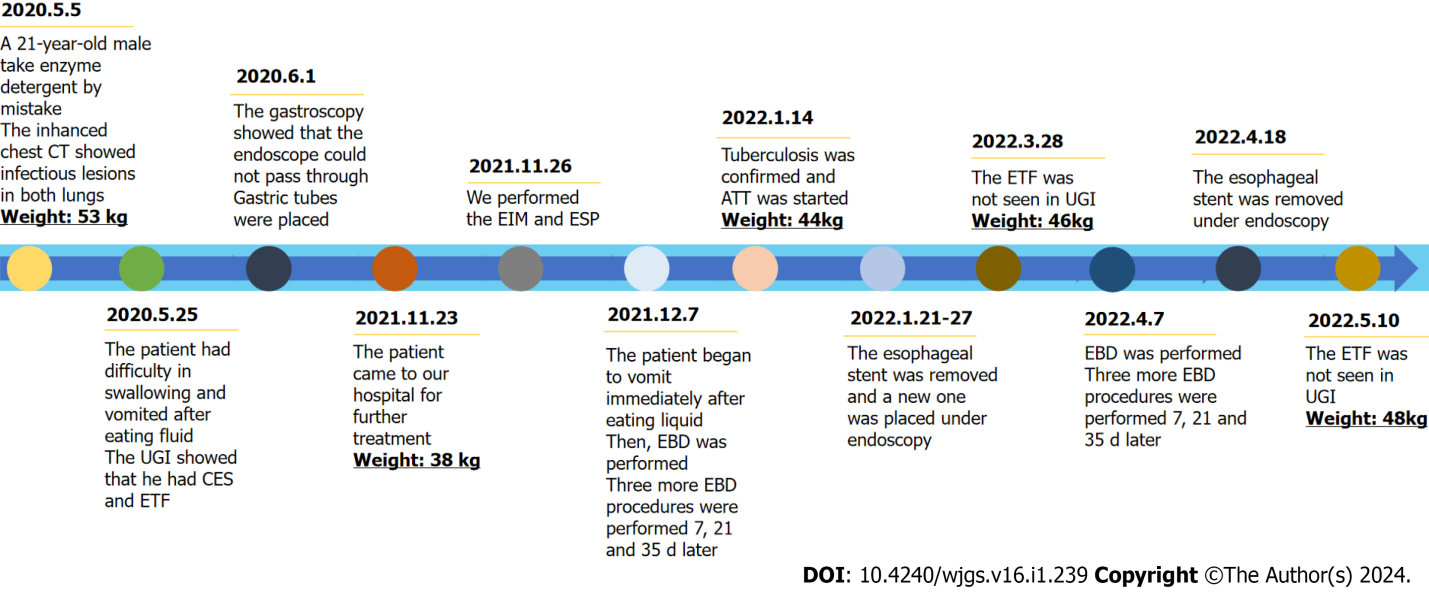 2020.5.5
A 21-year-old male
take enzyme
detergent by
mistake
The inhanced
chest CT showed
infectious lesions
in both lungs
Weight: 53 kg
2020.5.25
The patient had
difficulty in
swallowing and
vomited after
eating fluid
The UGI showed
that he had CES
and ETF
2020.6.1
The gastroscopy
showed that the
endoscope could
not pass through
Gastric tubes
were placed
2021.11.23
The patient
came to our
hospital for
further
treatment
Weight: 38 kg
2021.11.26
We performed
the EIM and ESP
2021.12.7
The patient began
to vomit
immediately after
eating liquid
Then, EBD was
performed
Three more EBD
procedures were
performed 7, 21
and 35 d later
2022.1.14
Tuberculosis was
confirmed and
ATT was started
Weight: 44kg
2022.1.21-27
The esophageal
stent was removed
and a new one
was placed under
endoscopy
2022.3.28
The ETF was
not seen in UGI
Weight: 46kg
2022.4.7
EBD was performed
Three more EBD
procedures were
performed 7, 21 and
35 d later
2022.4.18
The esophageal
stent was removed
under endoscopy
2022.5.10
The ETF was
not seen in
UGI
Weight: 48kg
DOI: 10.4240/wjgs.v16.i1.239 Copyright ©The Author(s) 2024.